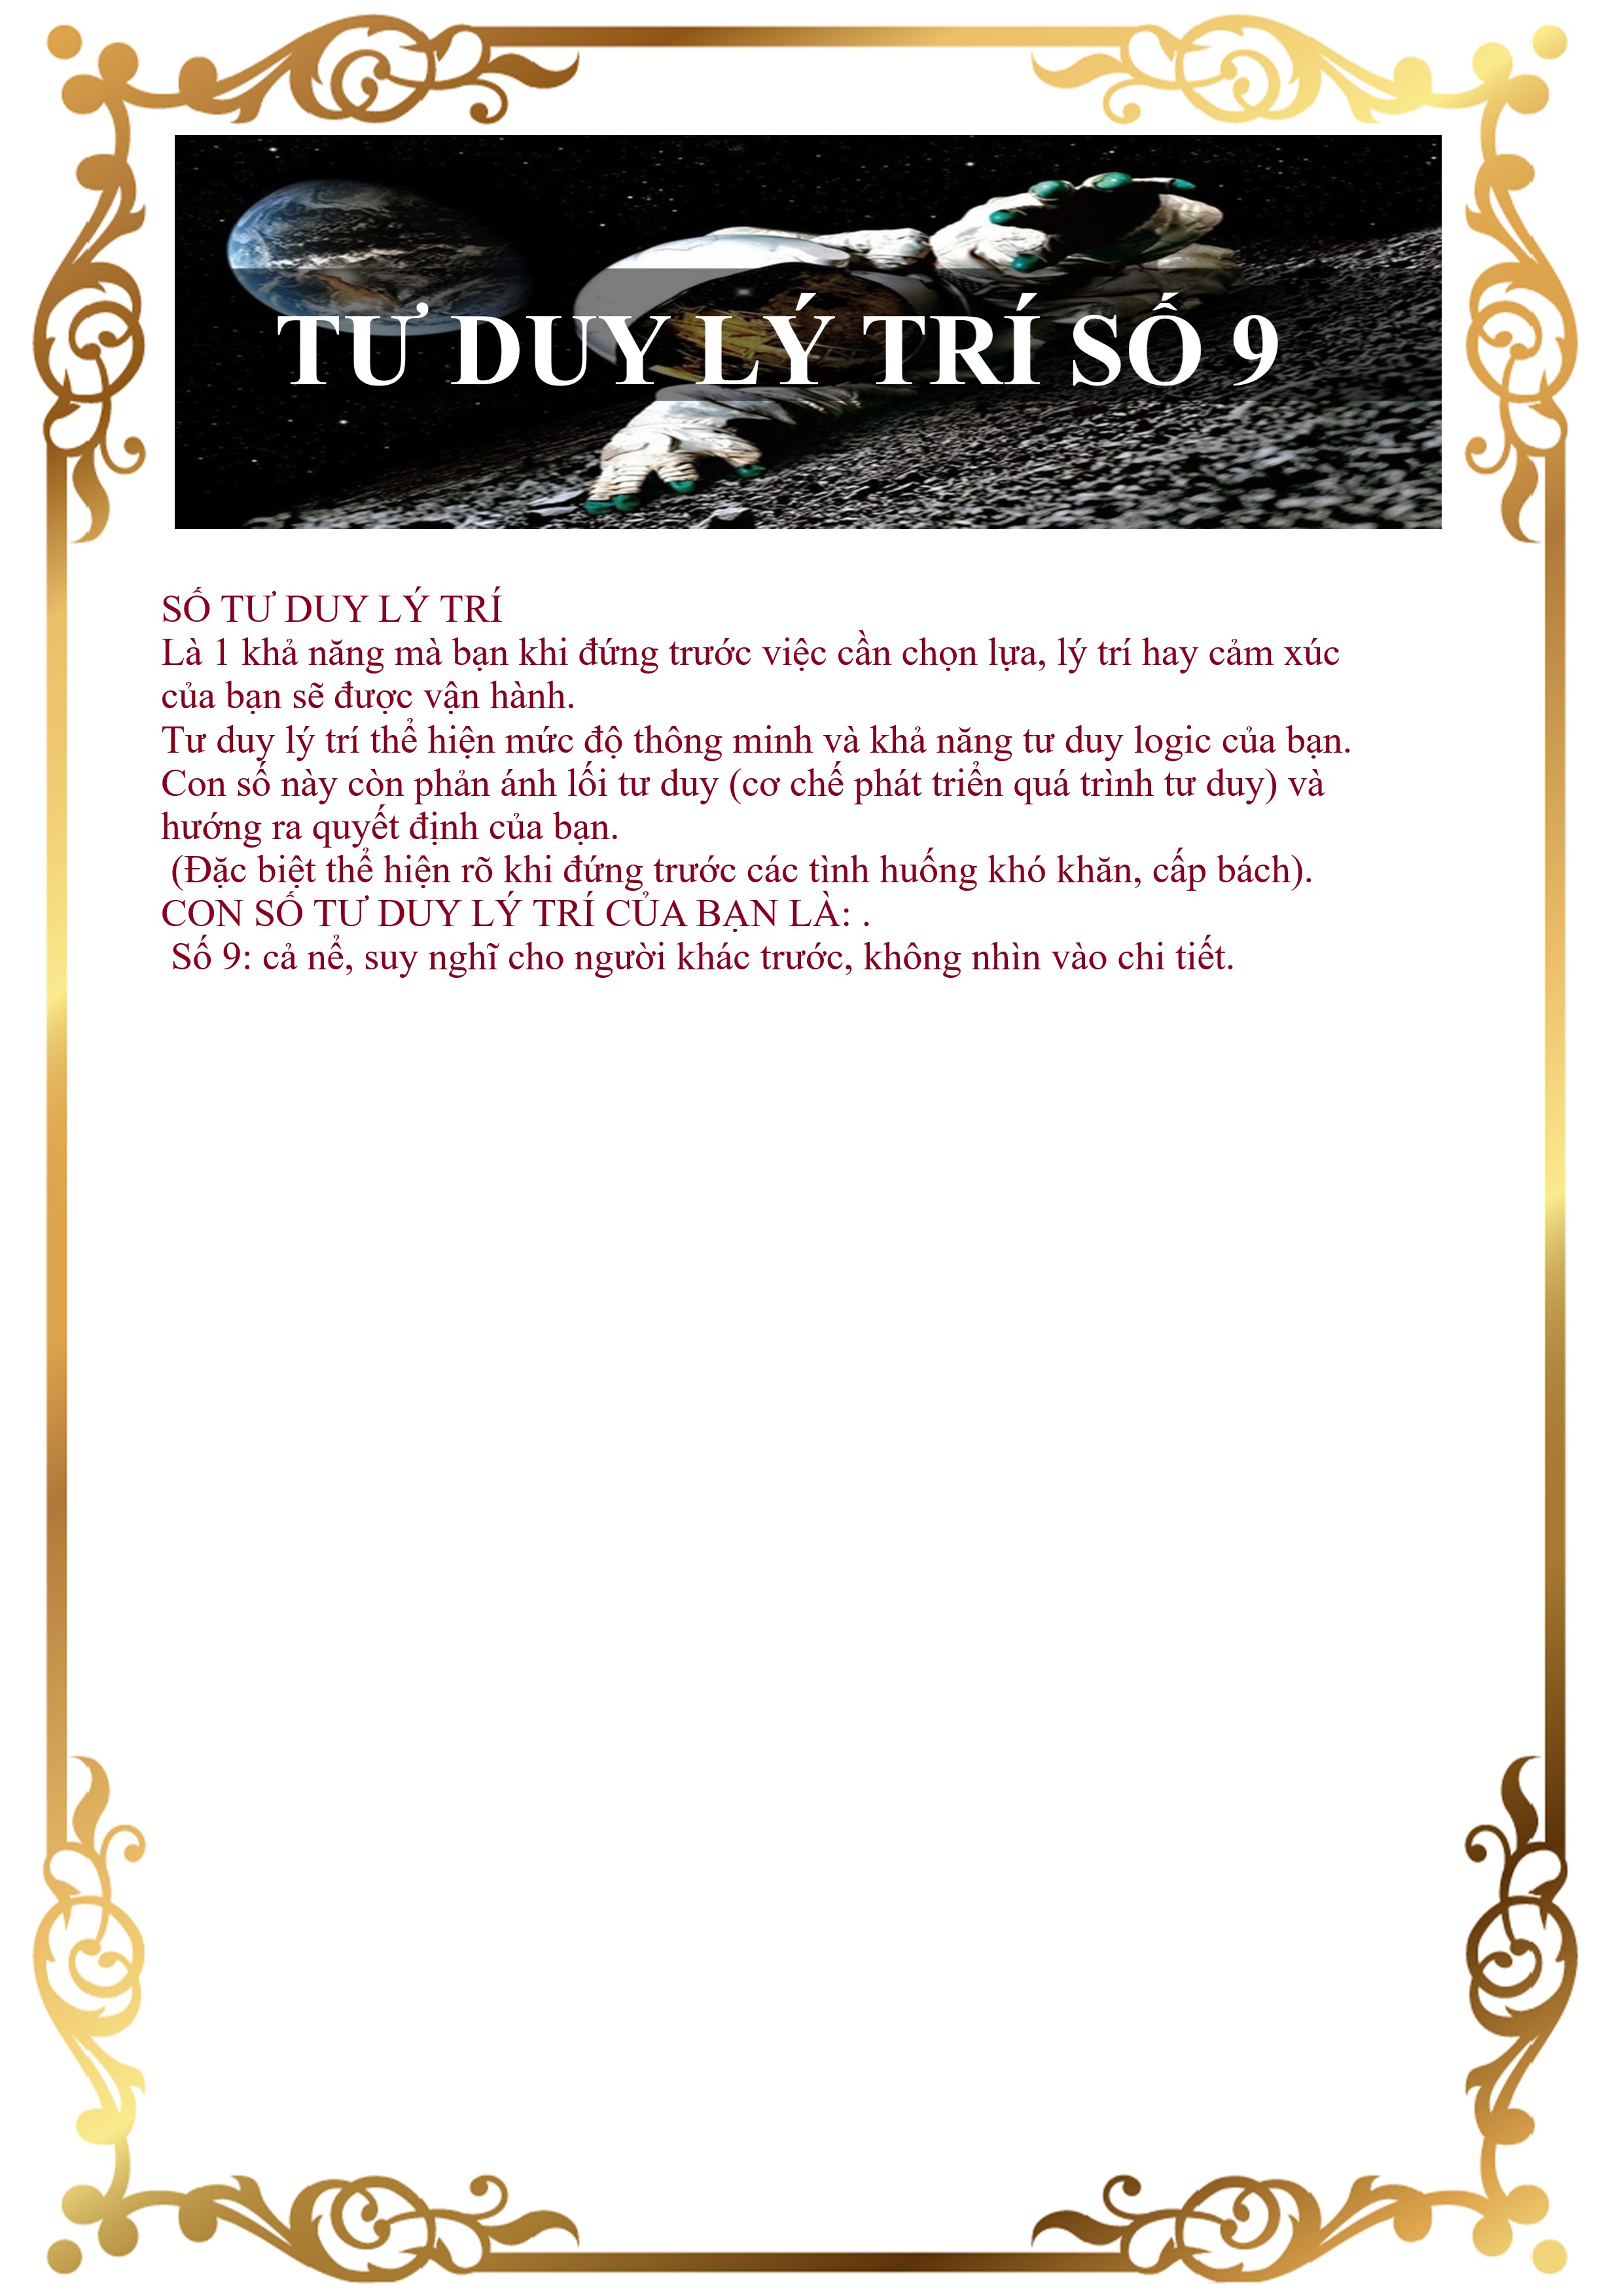 TƯ DUY LÝ TRÍ SỐ 9
SỐ TƯ DUY LÝ TRÍ
Là 1 khả năng mà bạn khi đứng trước việc cần chọn lựa, lý trí hay cảm xúc
của bạn sẽ được vận hành.
Tư duy lý trí thể hiện mức độ thông minh và khả năng tư duy logic của bạn.
Con số này còn phản ánh lối tư duy (cơ chế phát triển quá trình tư duy) và
hướng ra quyết định của bạn.
(Đặc biệt thể hiện rõ khi đứng trước các tình huống khó khăn, cấp bách).
CON SỐ TƯ DUY LÝ TRÍ CỦA BẠN LÀ: .
Số 9: cả nể, suy nghĩ cho người khác trước, không nhìn vào chi tiết.